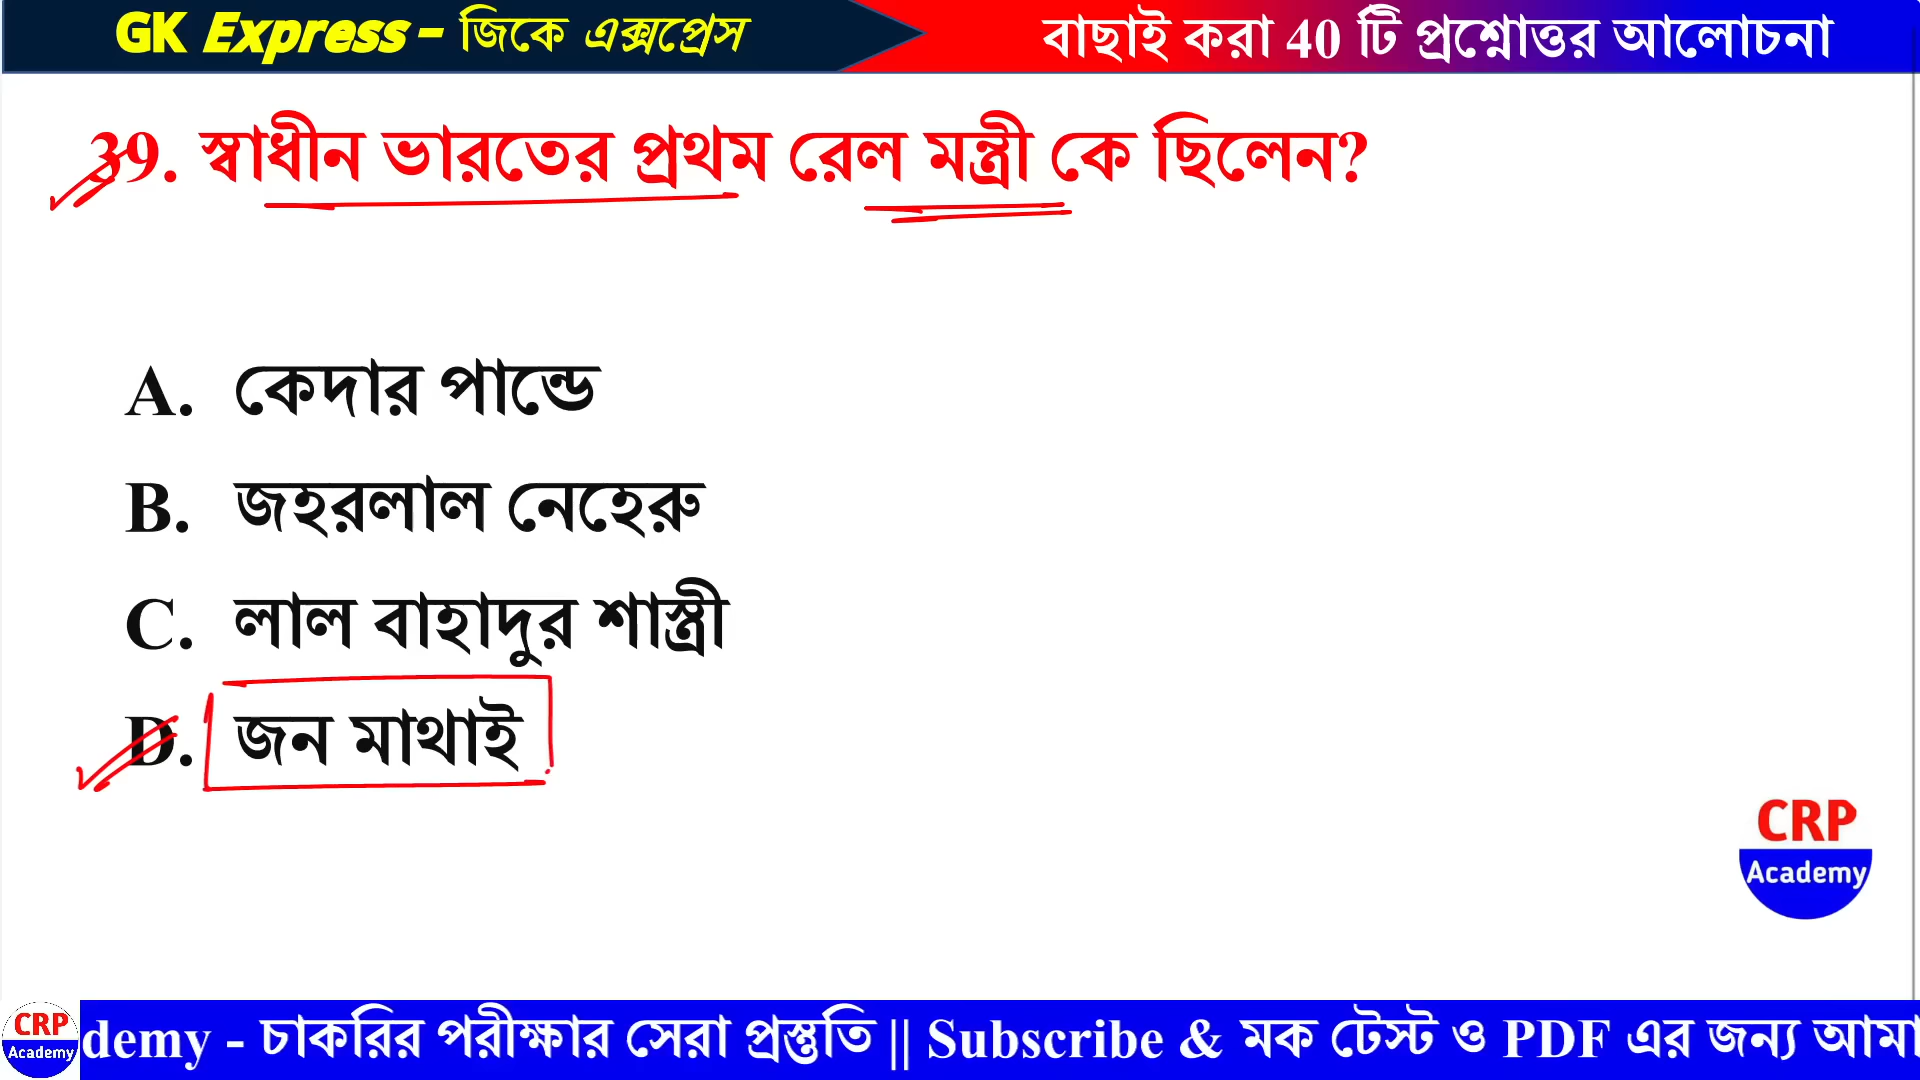 GK Express - জিকে এক্সপ্রেস
বাছাই করা 40 টি প্রশ্নোত্তর আলোচনা
39. স্বাধীন ভারতের প্রথম রেল মন্ত্রী কে ছিলেন?
A. কেদার পান্ডে
B. জহরলাল নেহেরু
C. লাল বাহাদুর শাস্ত্রী
D. জন মাথাই
CRP
Academy
CRP
Academy
demy - চাকরির পরীক্ষার সেরা প্রস্তুতি || Subscribe & মক টেস্ট ও PDF এর জন্য আমা